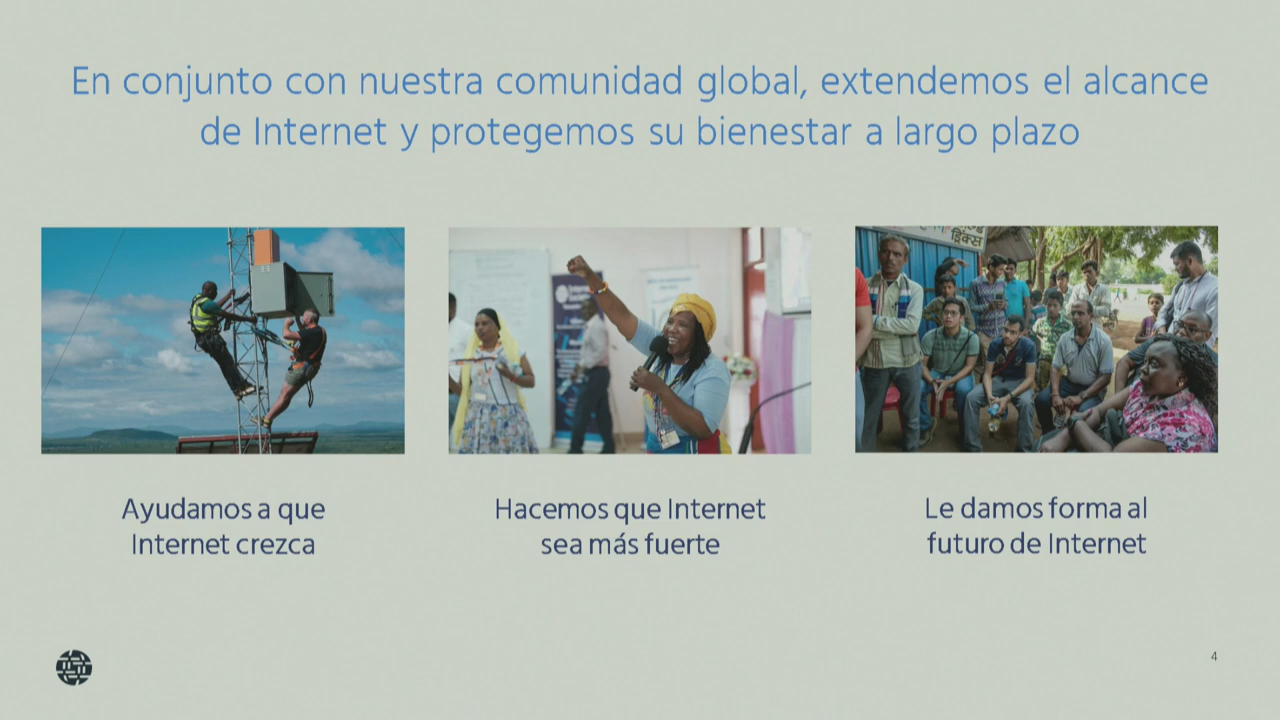 En conjunto con nuestra comunidad global, extendemos el alcance
de Internet y protegemos su bienestar a largo plazo
ड्रिंक्स
Ayudamos a que
Internet crezca
Hacemos que Internet
sea más fuerte
Le damos forma al
futuro de Internet
4